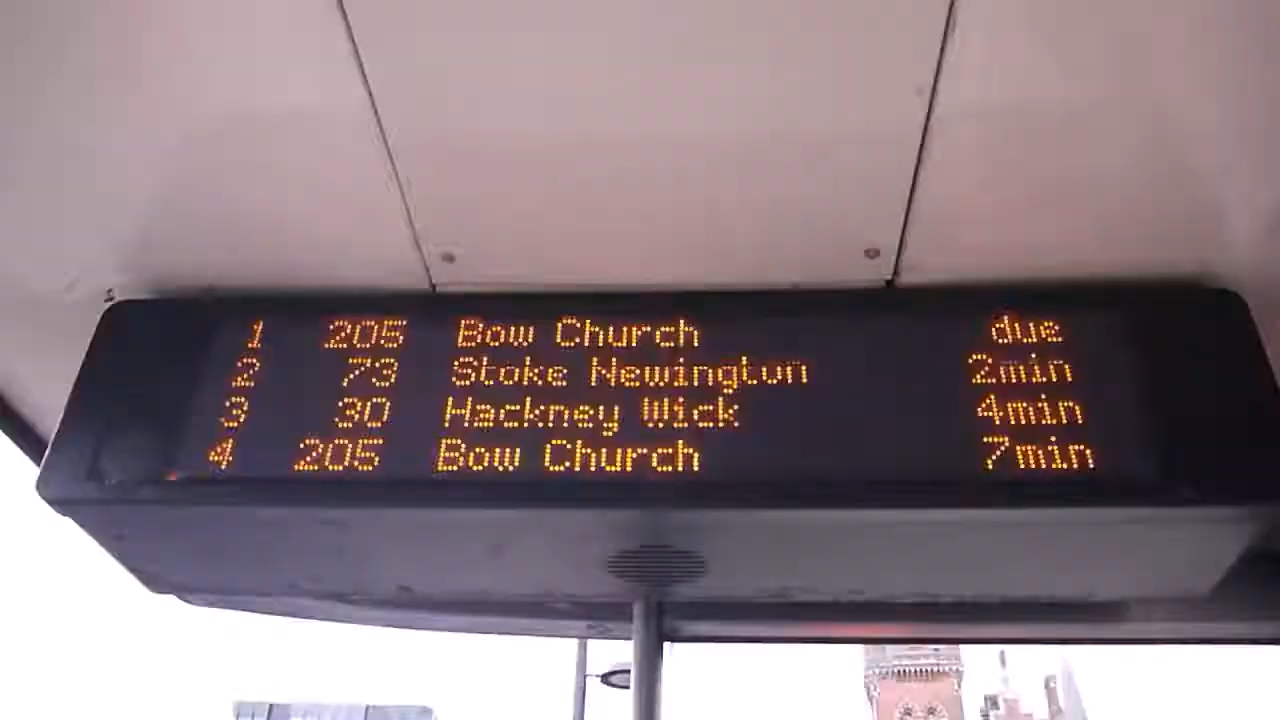 1 205 Bow Church due
2 73 Stoke Newington 2min
3 30 Hackney Wick 4min
4 205 Bow Church 7min